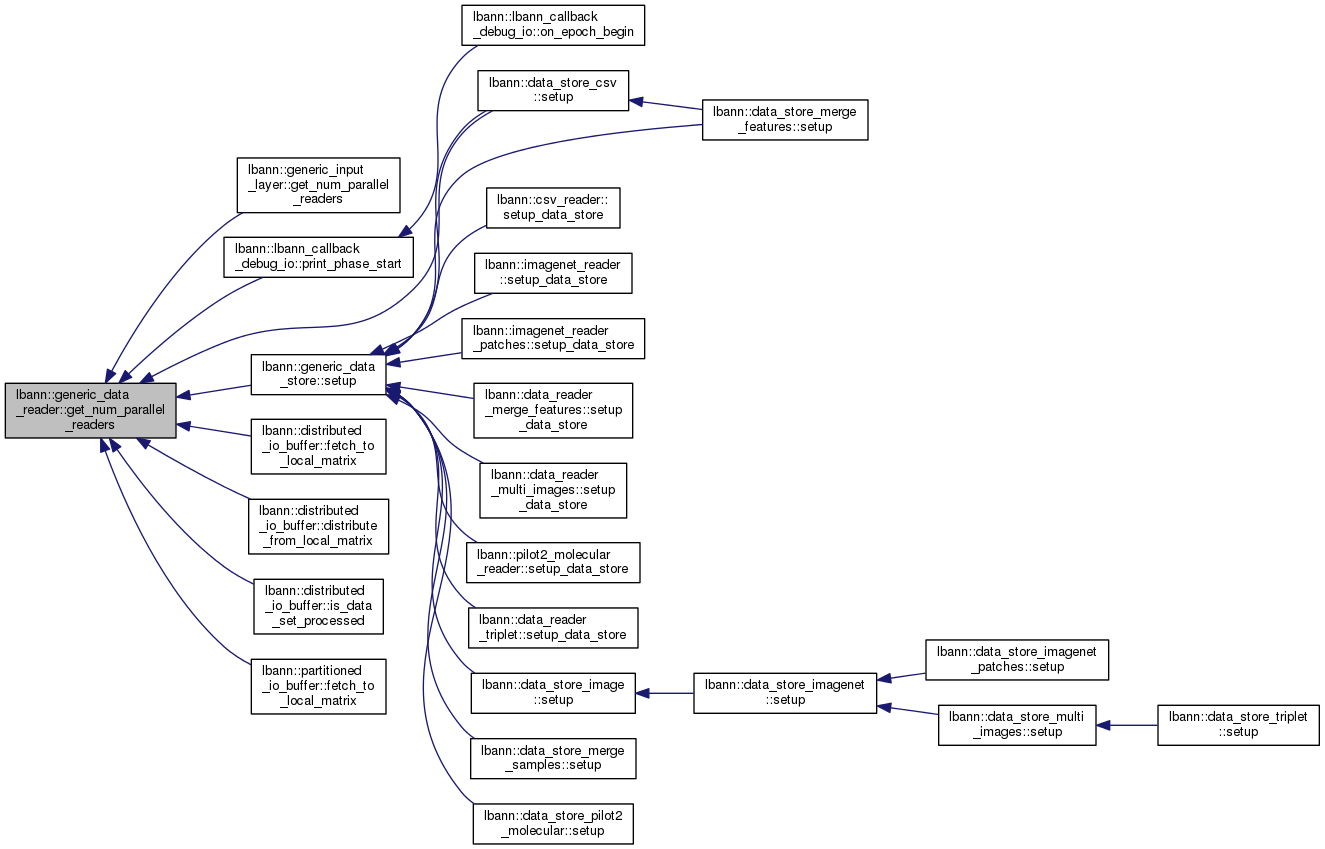 lbann::generic_data
_reader::get_num_parallel
_readers
lbann::generic_input
_layer::get_num_parallel
_readers
lbann::lbann_callback
_debug_io::print_phase_start
lbann::generic_data
_store::setup
lbann::distributed
_io_buffer::fetch_to
_local_matrix
lbann::distributed
_io_buffer::distribute
_from_local_matrix
lbann::distributed
_io_buffer::is_data
_set_processed
lbann::partitioned
_io_buffer::fetch_to
_local_matrix
lbann::lbann_callback
_debug_io::on_epoch_begin
lbann::data_store_csv
::setup
lbann::csv_reader::
setup_data_store
lbann::imagenet_reader
::setup_data_store
lbann::imagenet_reader
_patches::setup_data_store
lbann::data_reader
_merge_features::setup
_data_store
lbann::data_reader
_multi_images::setup
_data_store
lbann::pilot2_molecular
_reader::setup_data_store
lbann::data_reader
_triplet::setup_data_store
lbann::data_store_image
::setup
lbann::data_store_merge
_samples::setup
lbann::data_store_pilot2
_molecular::setup
lbann::data_store_merge
_features::setup
lbann::data_store_imagenet
::setup
lbann::data_store_imagenet
_patches::setup
lbann::data_store_multi
_images::setup
lbann::data_store_triplet
::setup